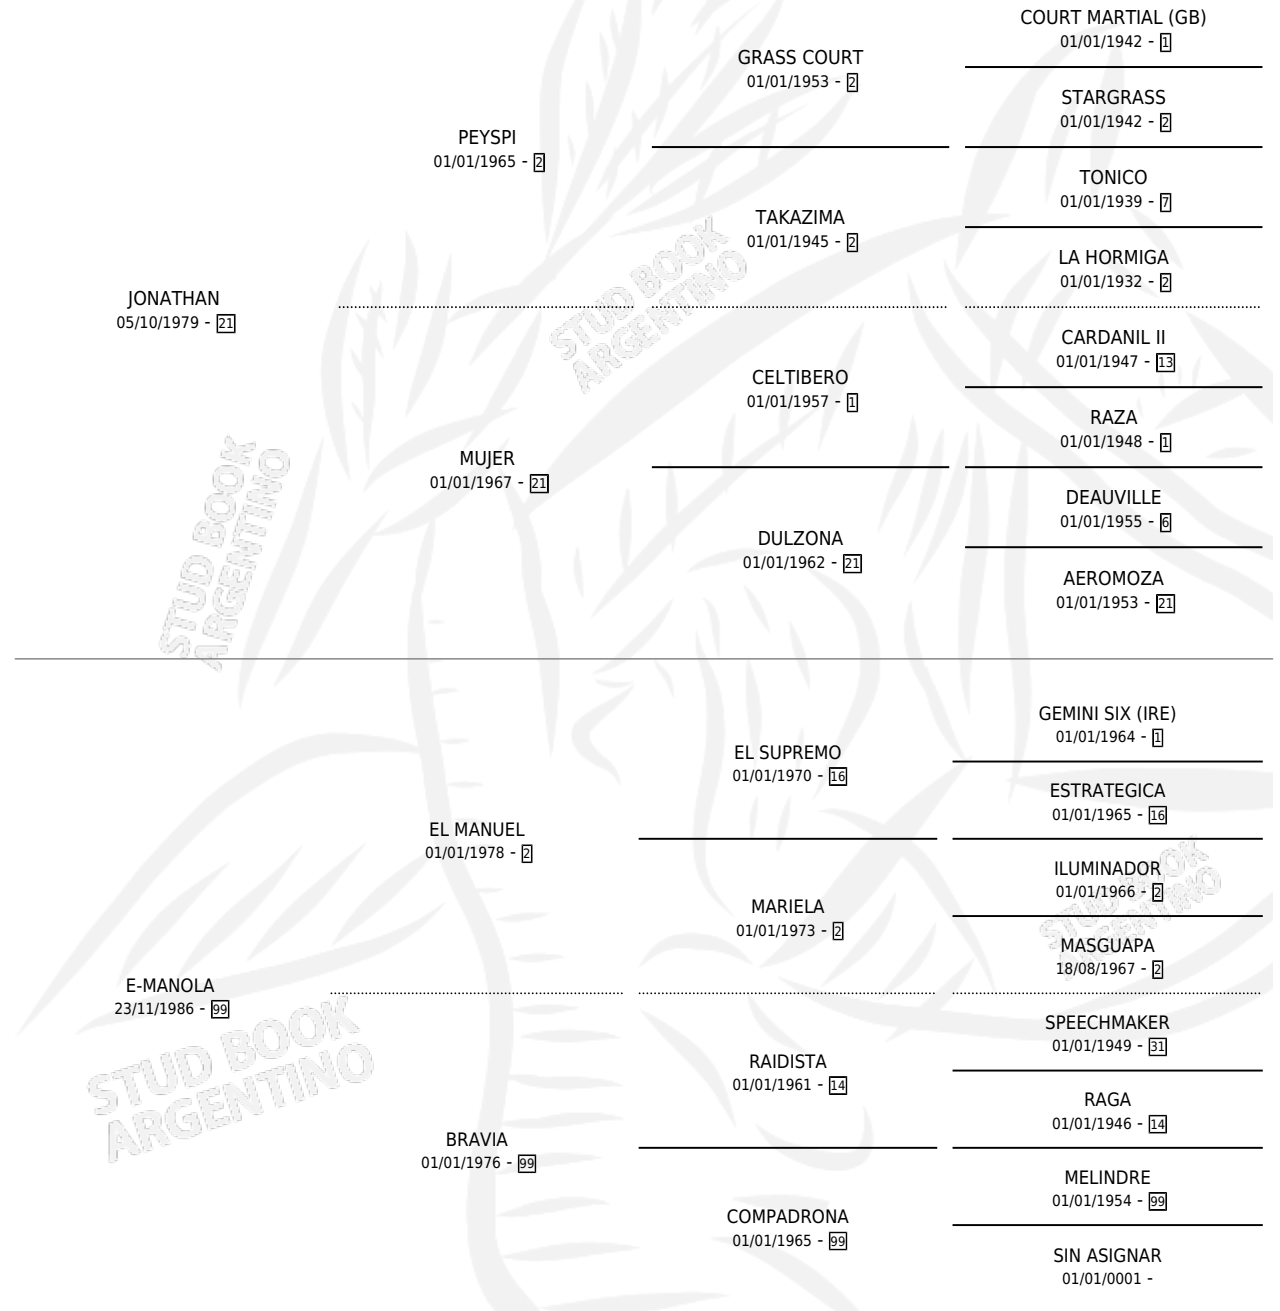 COURT MARTIAL (GB)
01/01/1942 - 1
GRASS COURT
01/01/1953 - 2
STARGRASS
01/01/1942 - 2
PEYSPI
01/01/1965 - 2
TONICO
01/01/1939 - 7
TAKAZIMA
01/01/1945 - 2
LA HORMIGA
01/01/1932 - 2
JONATHAN
05/10/1979 - 21
STUD BOOK
ARGENTINO
CARDANIL II
01/01/1947 - 13
CELTIBERO
01/01/1957 - 1
RAZA
01/01/1948 - 1
MUJER
01/01/1967 - 21
DEAUVILLE
01/01/1955 - 6
DULZONA
01/01/1962 - 21
AEROMOZA
01/01/1953 - 21
STUD BOOK
ARGENTINO
GEMINI SIX (IRE)
01/01/1964 - 1
EL SUPREMO
01/01/1970 - 16
ESTRATEGICA
01/01/1965 - 16
EL MANUEL
01/01/1978 - 2
ILUMINADOR
01/01/1966 - 2
MARIELA
01/01/1973 - 2
MASGUAPA
18/08/1967 - 2
STUD BOOK
ARGENTINO
E-MANOLA
23/11/1986 - 99
SPEECHMAKER
01/01/1949 - 31
RAIDISTA
01/01/1961 - 14
RAGA
01/01/1946 - 14
STUD BOOK
ARGENTINO
BRAVIA
01/01/1976 - 99
MELINDRE
01/01/1954 - 99
COMPADRONA
01/01/1965 - 99
SIN ASIGNAR
01/01/0001 -